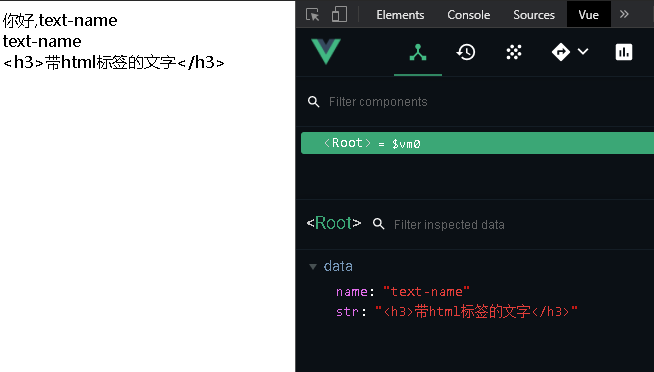 你好,text-name
text-name
<h3>带html标签的文字</h3>
Elements Console Sources Vue »
Filter components
<Root> = $vm0
<Root> Filter inspected data
data
name: "text-name"
str: "<h3>带html标签的文字</h3>"